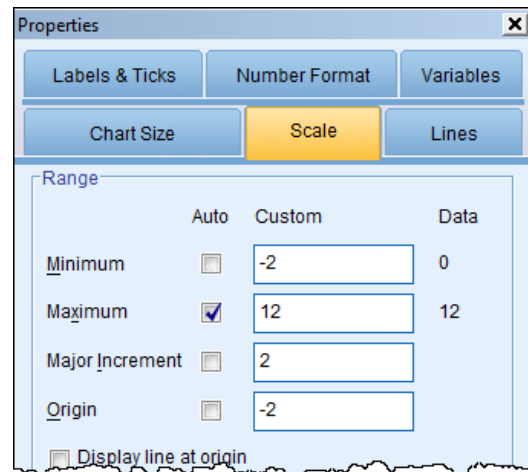 Properties
Labels & Ticks Number Format Variables
Chart Size Scale Lines
Range
Auto Custom Data
Minimum -2 0
Maximum 12 12
Major Increment 2
Origin -2
Display line at origin